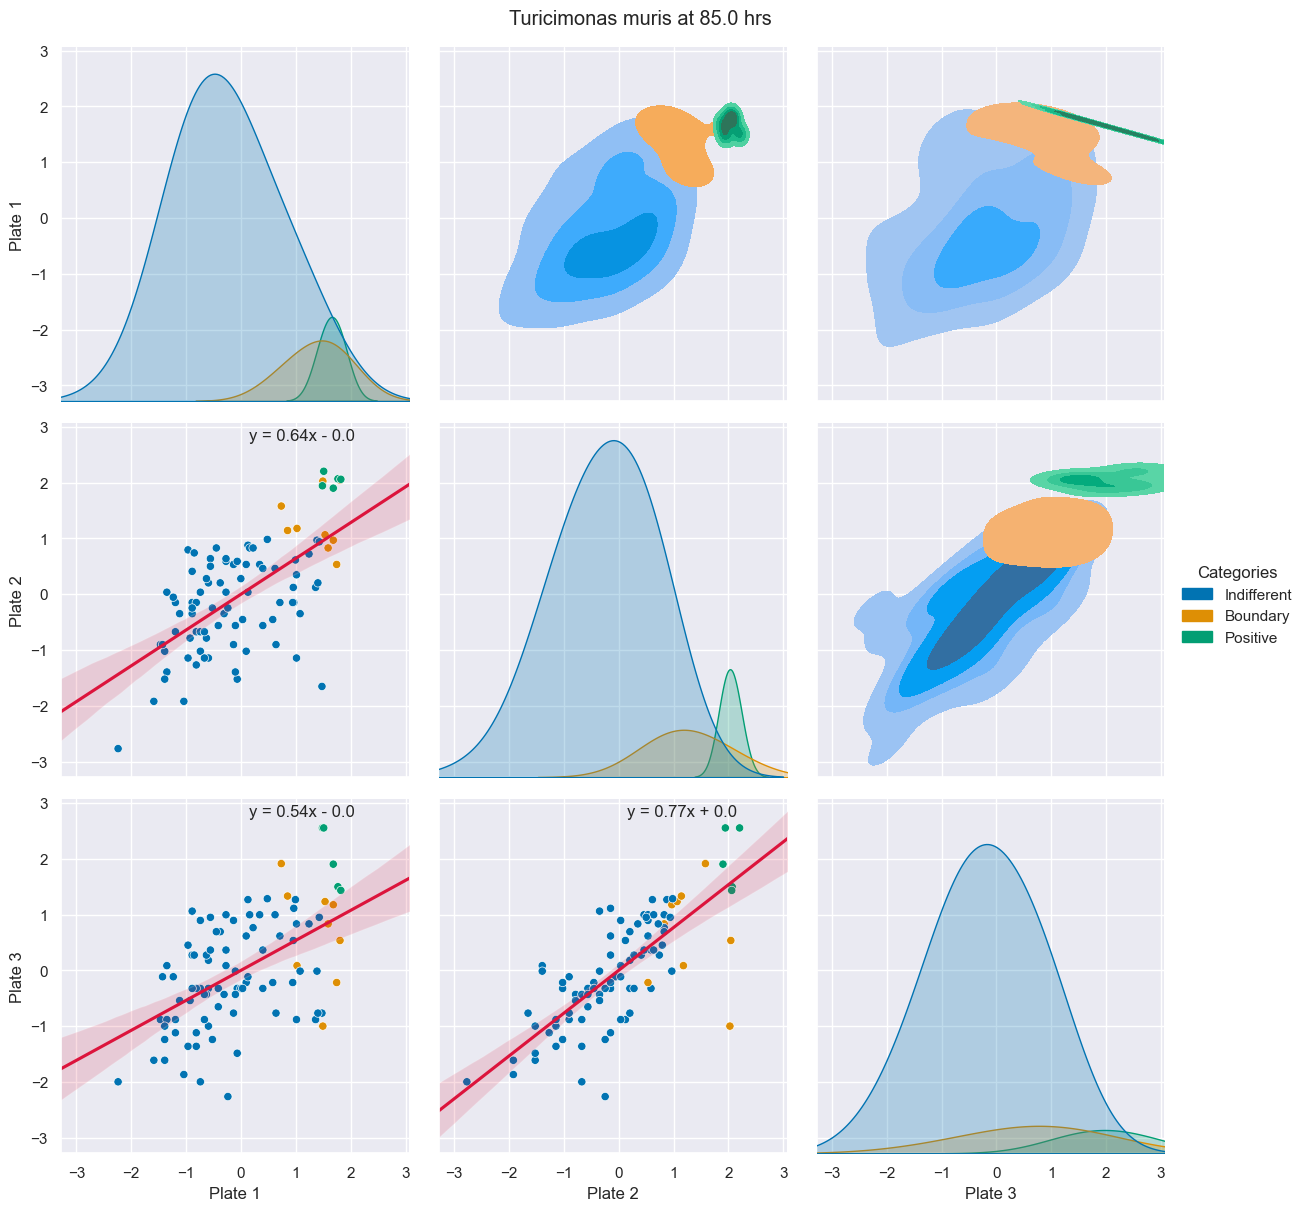 Turicimonas muris at 85.0 hrs
3
2
1
0
−1
−2
−3
Plate 1
y = 0.64x - 0.0
3
2
1
0
−1
−2
−3
Plate 2
Categories
Indifferent
Boundary
Positive
y = 0.54x - 0.0
y = 0.77x + 0.0
3
2
1
0
−1
−2
−3
Plate 3
−3 −2 −1 0 1 2 3
−3 −2 −1 0 1 2 3
−3 −2 −1 0 1 2 3
Plate 1
Plate 2
Plate 3